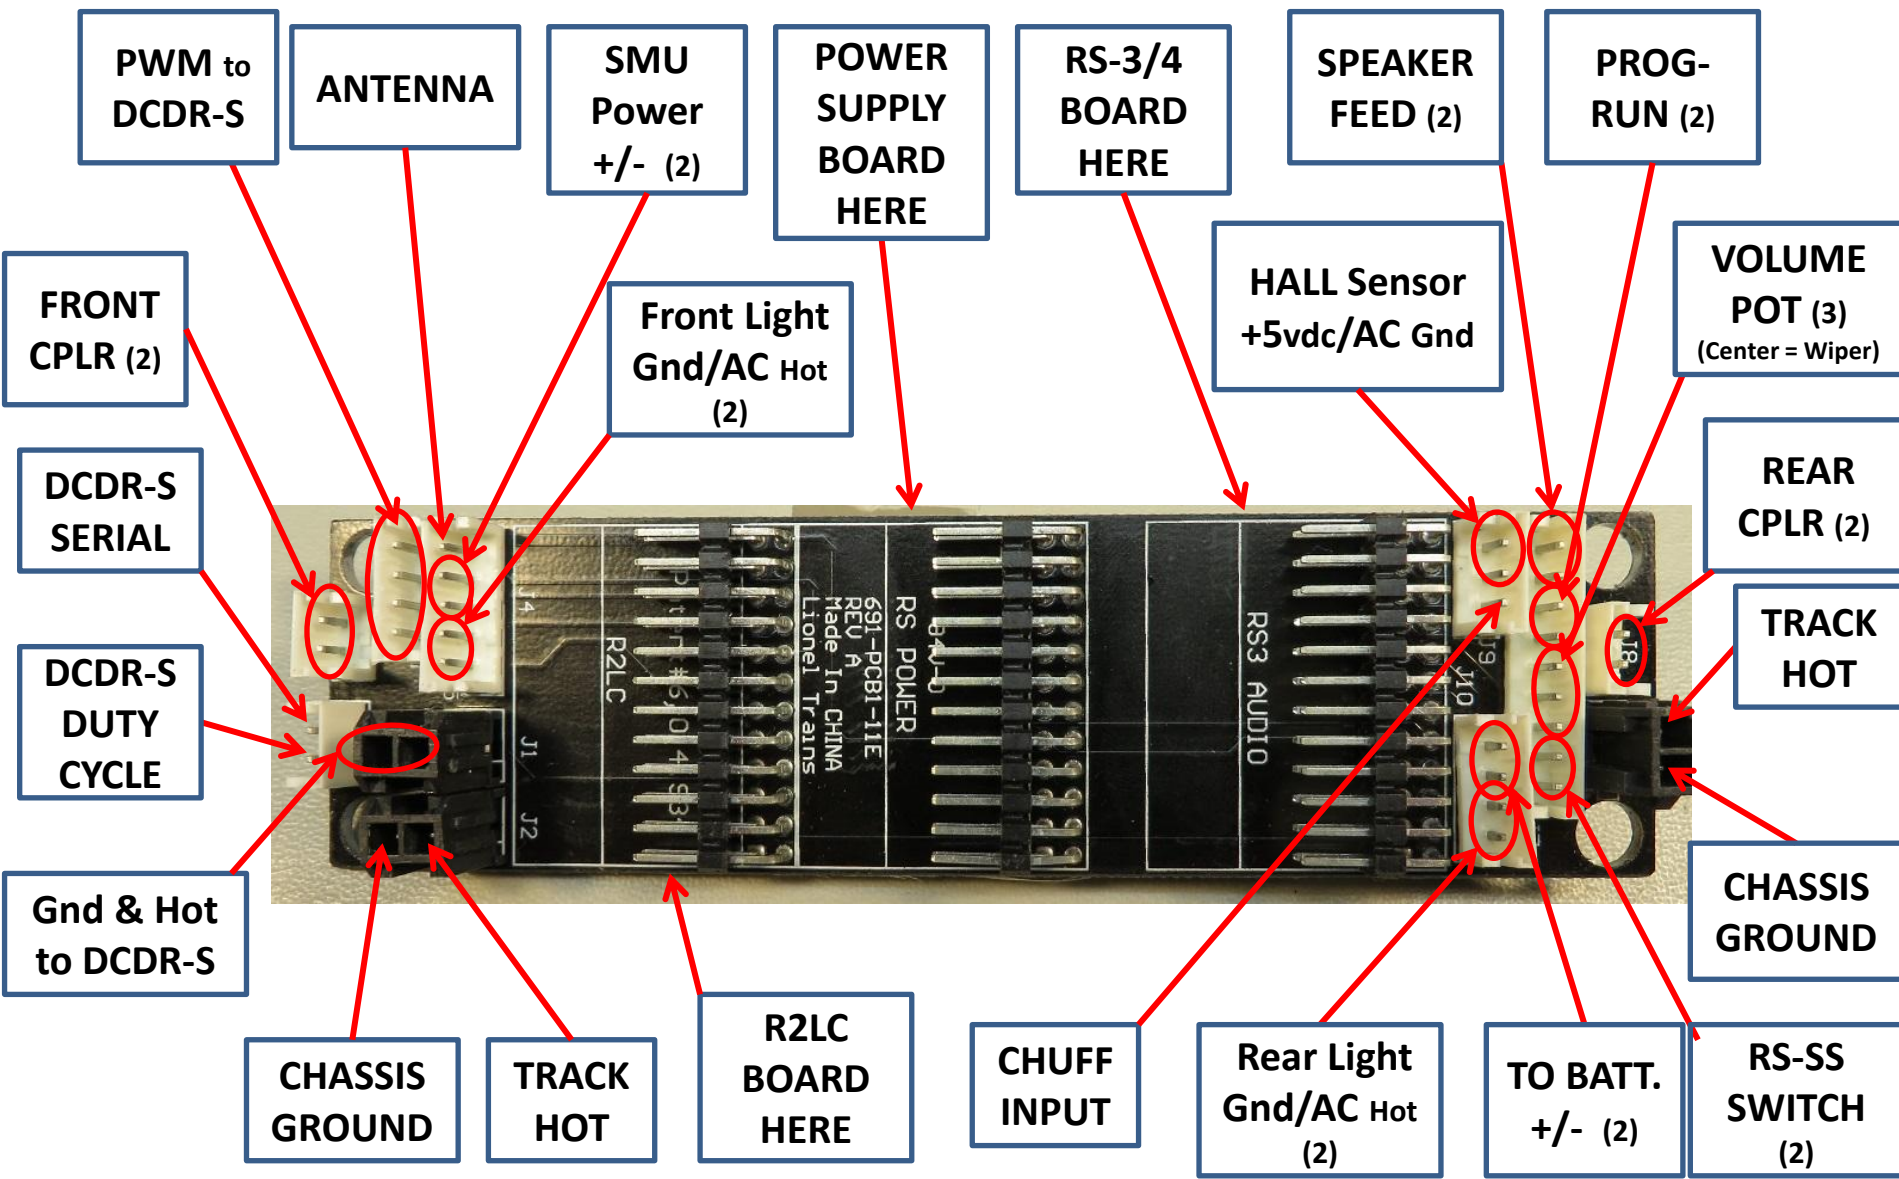 PWM to
DCDR-S
ANTENNA
SMU
Power
+/- (2)
POWER
SUPPLY
BOARD
HERE
RS-3/4
BOARD
HERE
SPEAKER
FEED (2)
PROG-
RUN (2)
FRONT
CPLR (2)
Front Light
Gnd/AC Hot
(2)
HALL Sensor
+5vdc/AC Gnd
VOLUME
POT (3)
(Center = Wiper)
DCDR-S
SERIAL
REAR
CPLR (2)
DCDR-S
DUTY
CYCLE
TRACK
HOT
J4
R2LC
J1
J2
691-PCB1-11E
REV A
Made In CHINA
Lionel Trains
RS POWER
94V-0
RS3 AUDIO
J9
J10
J8
Gnd & Hot
to DCDR-S
CHASSIS
GROUND
CHASSIS
GROUND
TRACK
HOT
R2LC
BOARD
HERE
CHUFF
INPUT
Rear Light
Gnd/AC Hot
(2)
TO BATT.
+/- (2)
RS-SS
SWITCH
(2)